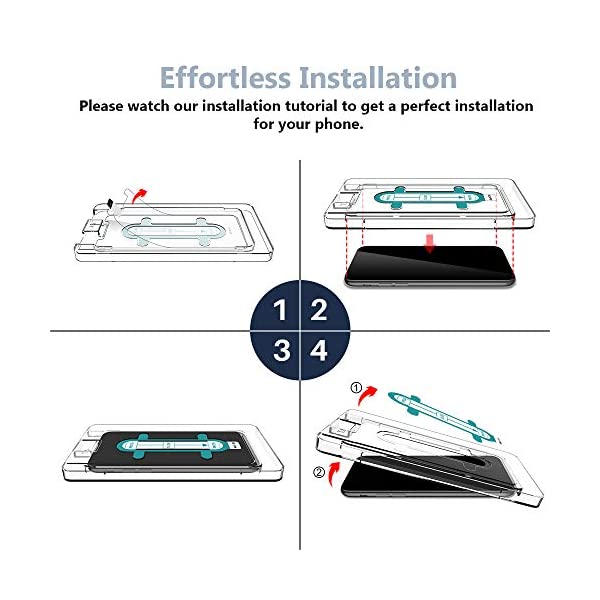 Effortless Installation
Please watch our installation tutorial to get a perfect installation
for your phone.
1 2
3 4
①
②